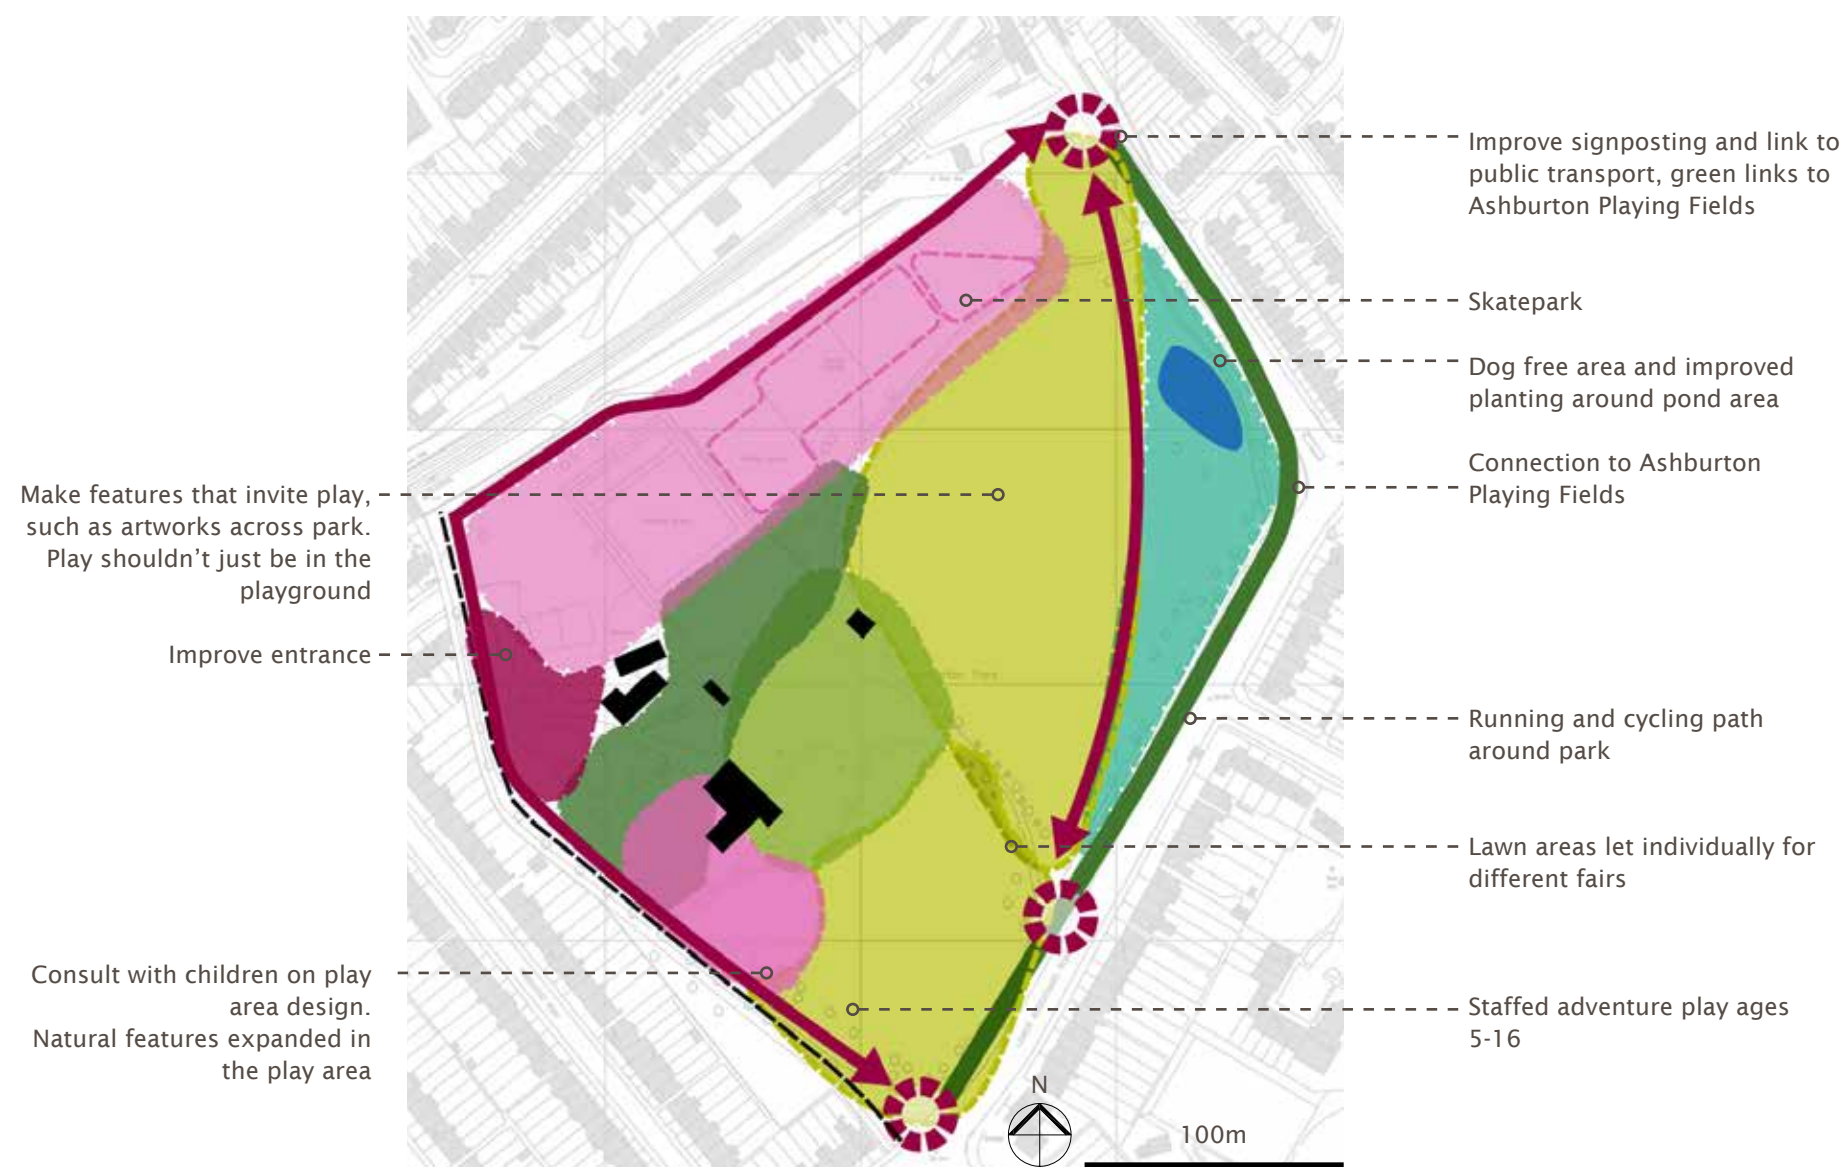 Improve signposting and link to
public transport, green links to
Ashburton Playing Fields
Skatepark
Dog free area and improved
planting around pond area
Connection to Ashburton
Playing Fields
Make features that invite play,
such as artworks across park.
Play shouldn't just be in the
playground
Improve entrance
Running and cycling path
around park
Lawn areas let individually for
different fairs
Consult with children on play
area design.
Natural features expanded in
the play area
Staffed adventure play ages
5-16
N
100m